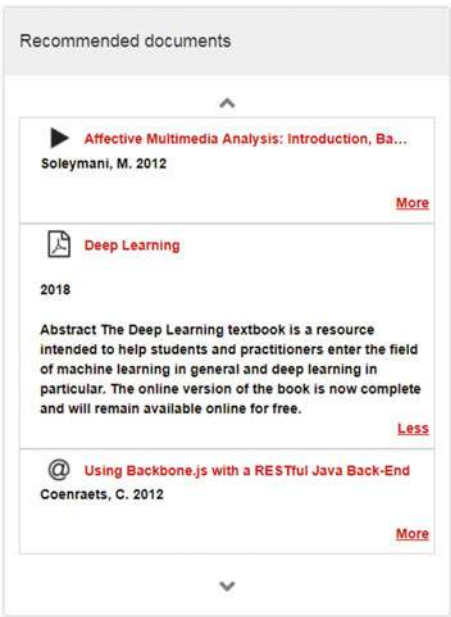 Recommended documents
Affective Multimedia Analysis: Introduction, Ba...
Soleymani, M. 2012
More
Deep Learning
2018
Abstract The Deep Learning textbook is a resource
intended to help students and practitioners enter the field
of machine learning in general and deep learning in
particular. The online version of the book is now complete
and will remain available online for free.
Less
@ Using Backbone.js with a RESTful Java Back-End
Coenraets, C. 2012
More